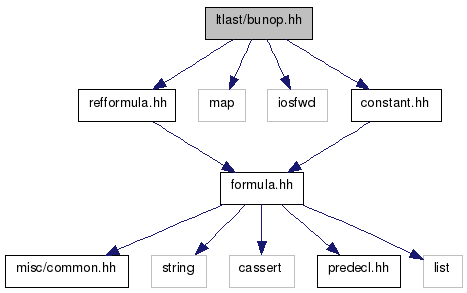 ltlast/bunop.hh
refformula.hh
map
iosfwd
constant.hh
formula.hh
misc/common.hh
string
cassert
predecl.hh
list